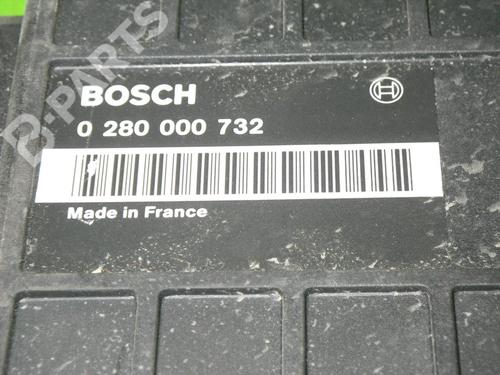 B-PARTS
BOSCH
0 280 000 732
Made in France